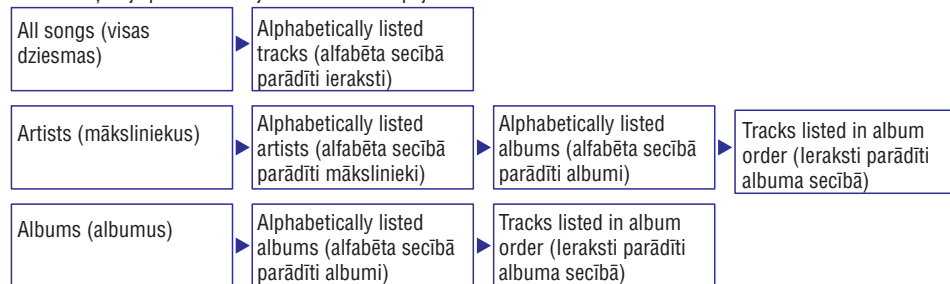 All songs (visas
dziesmas)
Alphabetically listed
tracks (alfabēta secībā
parādīti ieraksti)
Artists (māksliniekus)
Alphabetically listed
artists (alfabēta secībā
parādīti mākslinieki)
Alphabetically listed
albums (alfabēta secībā
parādīti albumi)
Tracks listed in album
order (Ieraksti parādīti
albuma secībā)
Albums (albumus)
Alphabetically listed
albums (alfabēta secībā
parādīti albumi)
Tracks listed in album
order (Ieraksti parādīti
albuma secībā)